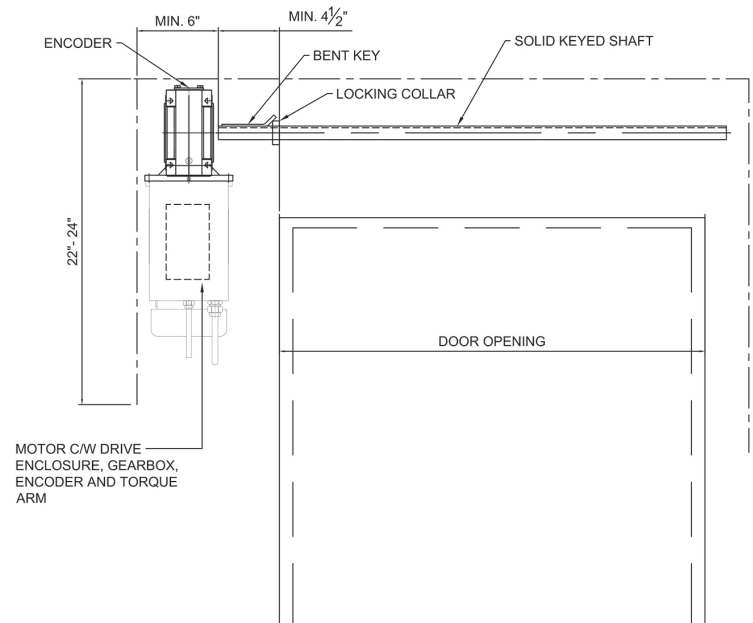 MIN. 6"
MIN. 4½"
ENCODER
BENT KEY
SOLID KEYED SHAFT
LOCKING COLLAR
22"- 24"
DOOR OPENING
MOTOR C/W DRIVE
ENCLOSURE, GEARBOX,
ENCODER AND TORQUE
ARM